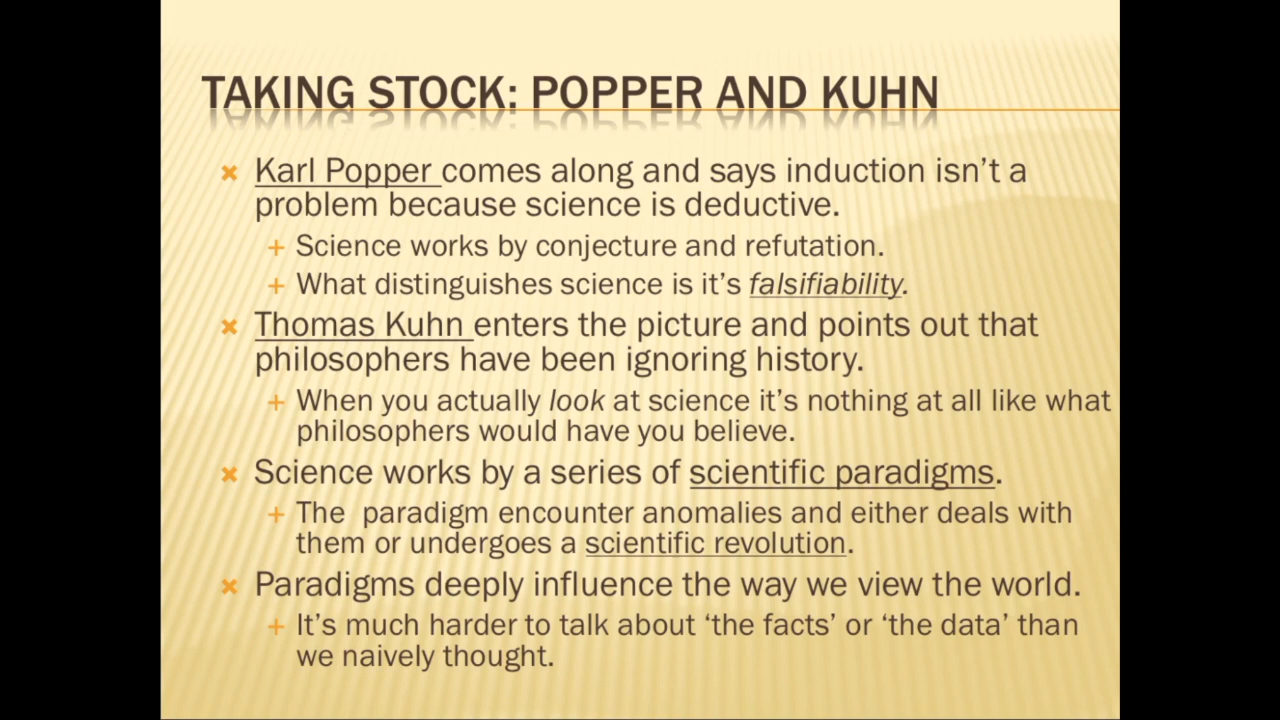 TAKING STOCK: POPPER AND KUHN
Karl Popper comes along and says induction isn’t a
problem because science is deductive.
Science works by conjecture and refutation.
What distinguishes science is it’s falsifiability.
Thomas Kuhn enters the picture and points out that
philosophers have been ignoring history.
When you actually look at science it’s nothing at all like what
philosophers would have you believe.
Science works by a series of scientific paradigms.
The paradigm encounter anomalies and either deals with
them or undergoes a scientific revolution.
Paradigms deeply influence the way we view the world.
It’s much harder to talk about ‘the facts’ or ‘the data’ than
we naively thought.